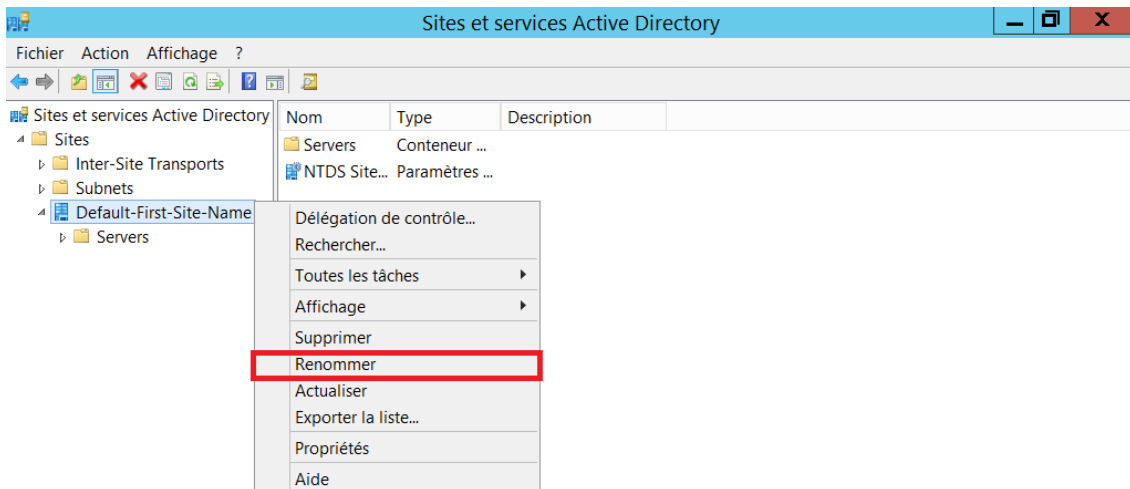 Sites et services Active Directory
Fichier Action Affichage ?
Sites et services Active Directory
Sites
Inter-Site Transports
Subnets
Default-First-Site-Name
Servers
Nom Type Description
Servers Conteneur ...
NTDS Site... Paramètres ...
Délégation de contrôle...
Rechercher...
Toutes les tâches
Affichage
Supprimer
Renommer
Actualiser
Exporter la liste...
Propriétés
Aide